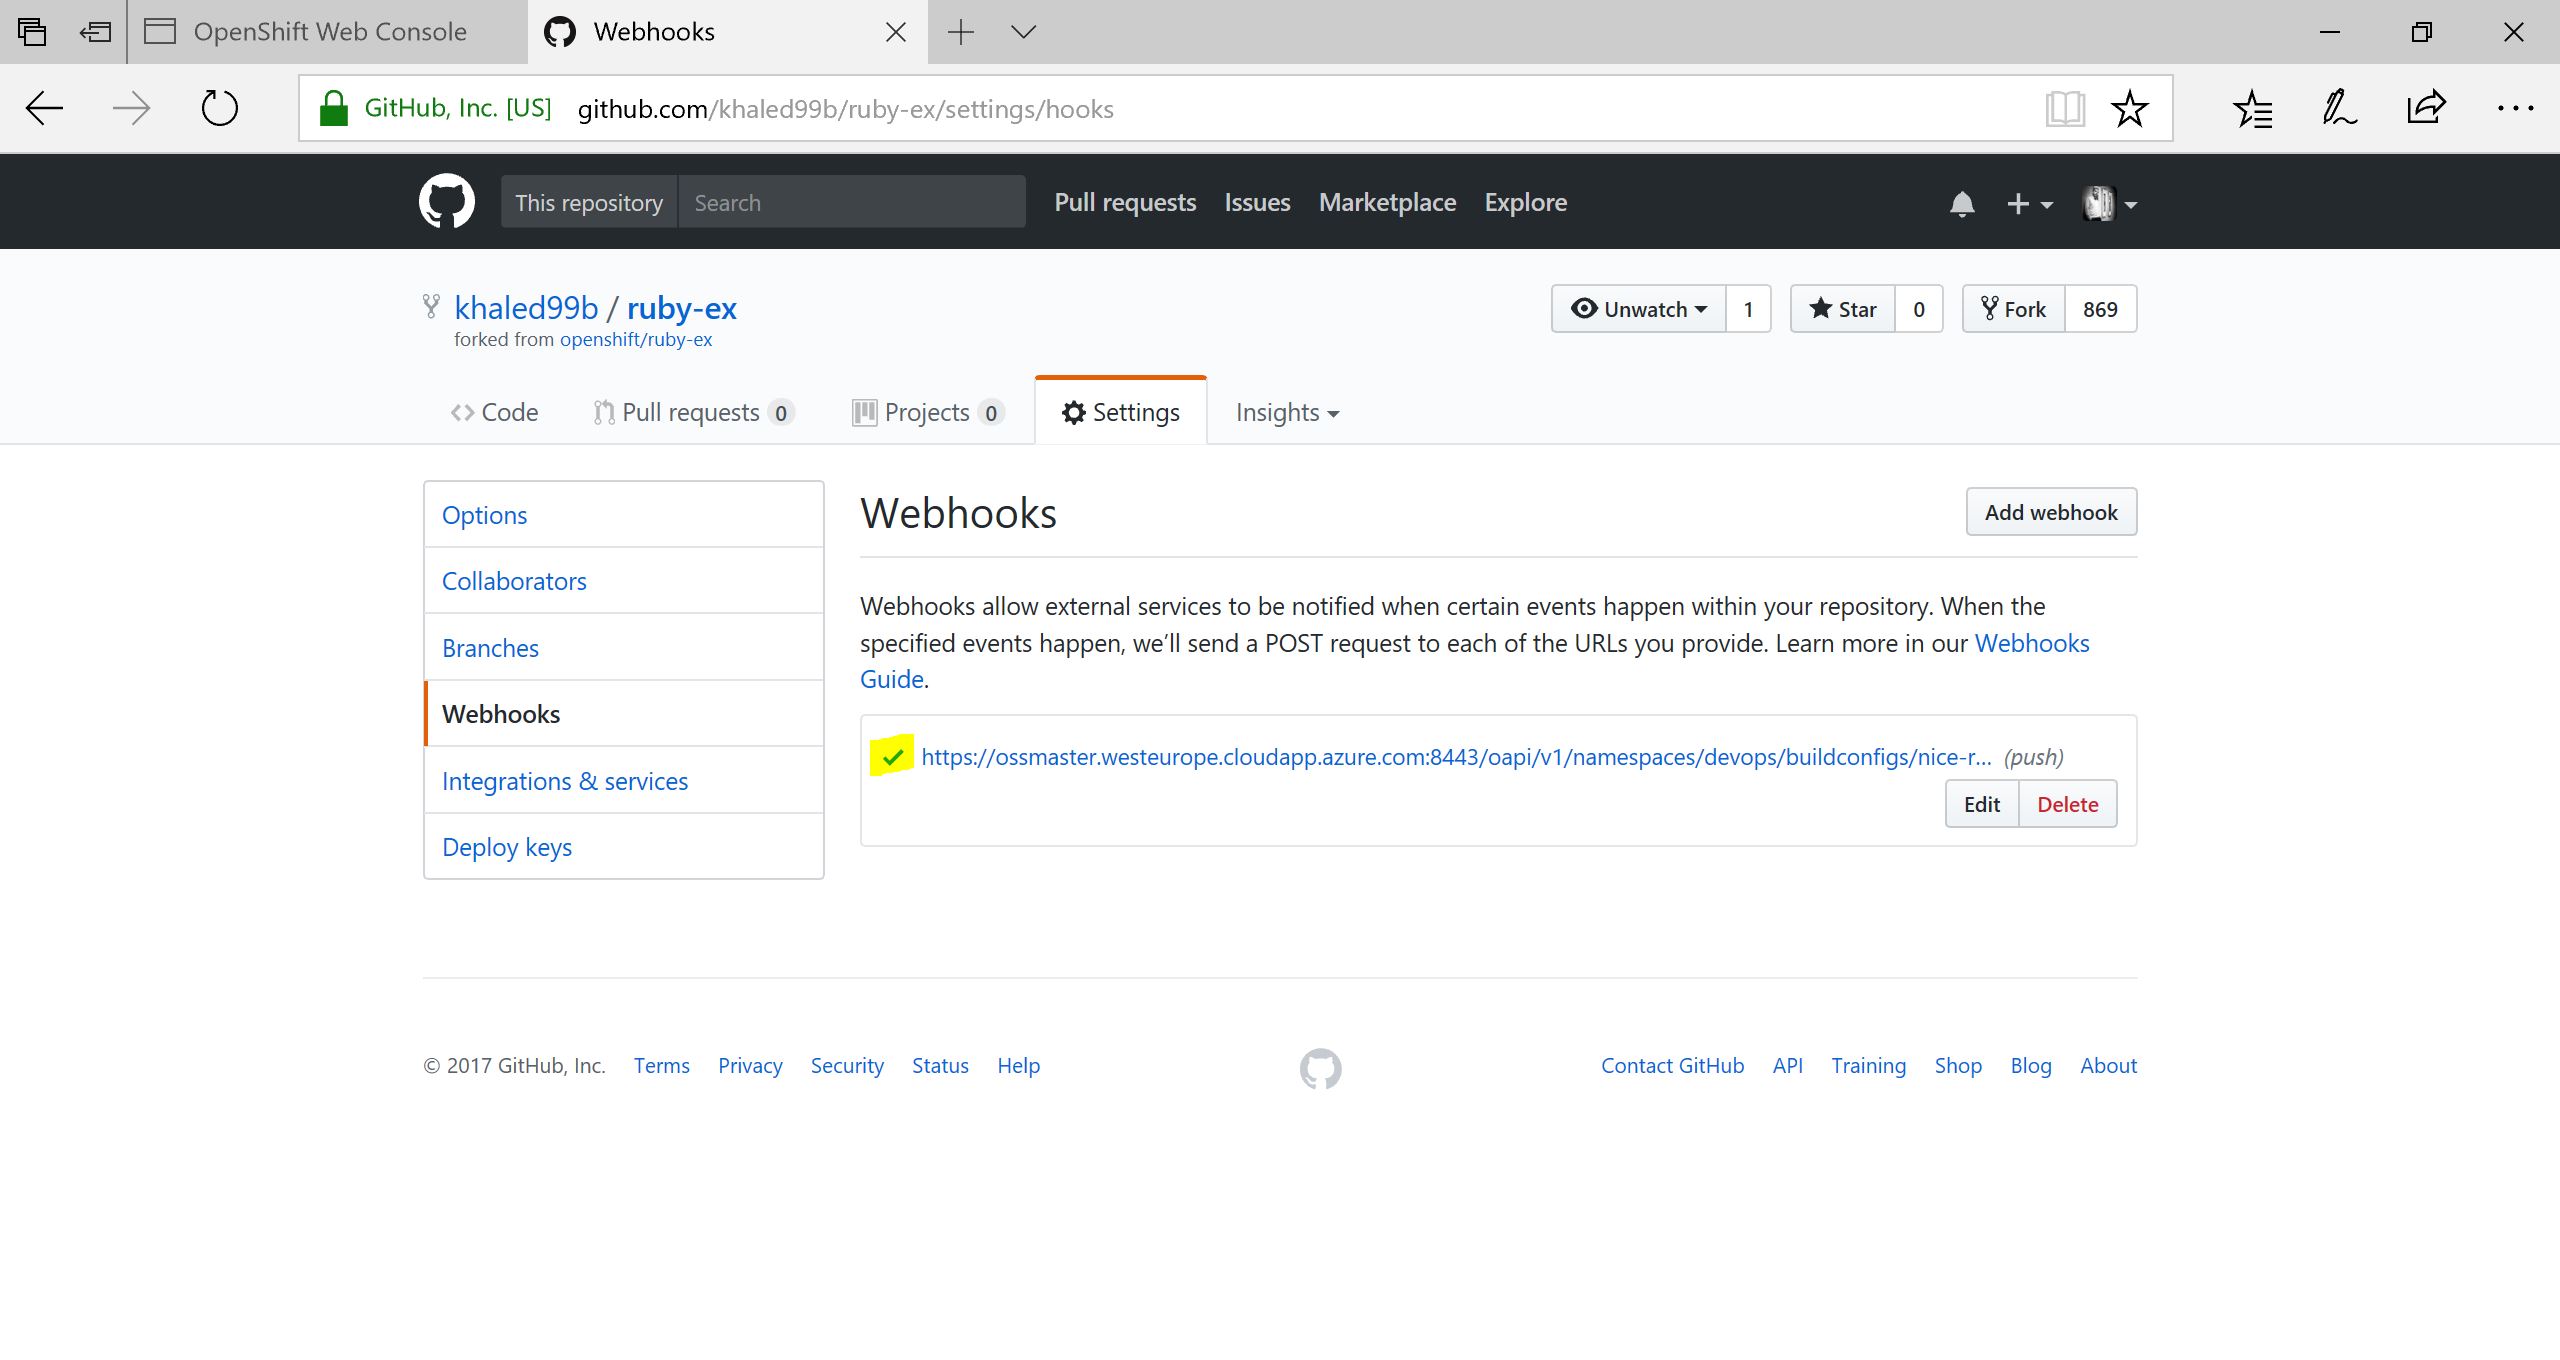 OpenShift Web Console
Webhooks
GitHub, Inc. [US] github.com/khaled99b/ruby-ex/settings/hooks
This repository Search Pull requests Issues Marketplace Explore
khaled99b / ruby-ex
forked from openshift/ruby-ex
Unwatch 1 Star 0 Fork 869
Code Pull requests 0 Projects 0 Settings Insights
Options
Collaborators
Branches
Webhooks
Integrations & services
Deploy keys
Webhooks
Add webhook
Webhooks allow external services to be notified when certain events happen within your repository. When the
specified events happen, we’ll send a POST request to each of the URLs you provide. Learn more in our Webhooks
Guide.
https://ossmaster.westeurope.cloudapp.azure.com:8443/oapi/v1/namespaces/devops/buildconfigs/nice-r... (push)
Edit Delete
© 2017 GitHub, Inc. Terms Privacy Security Status Help
Contact GitHub API Training Shop Blog About